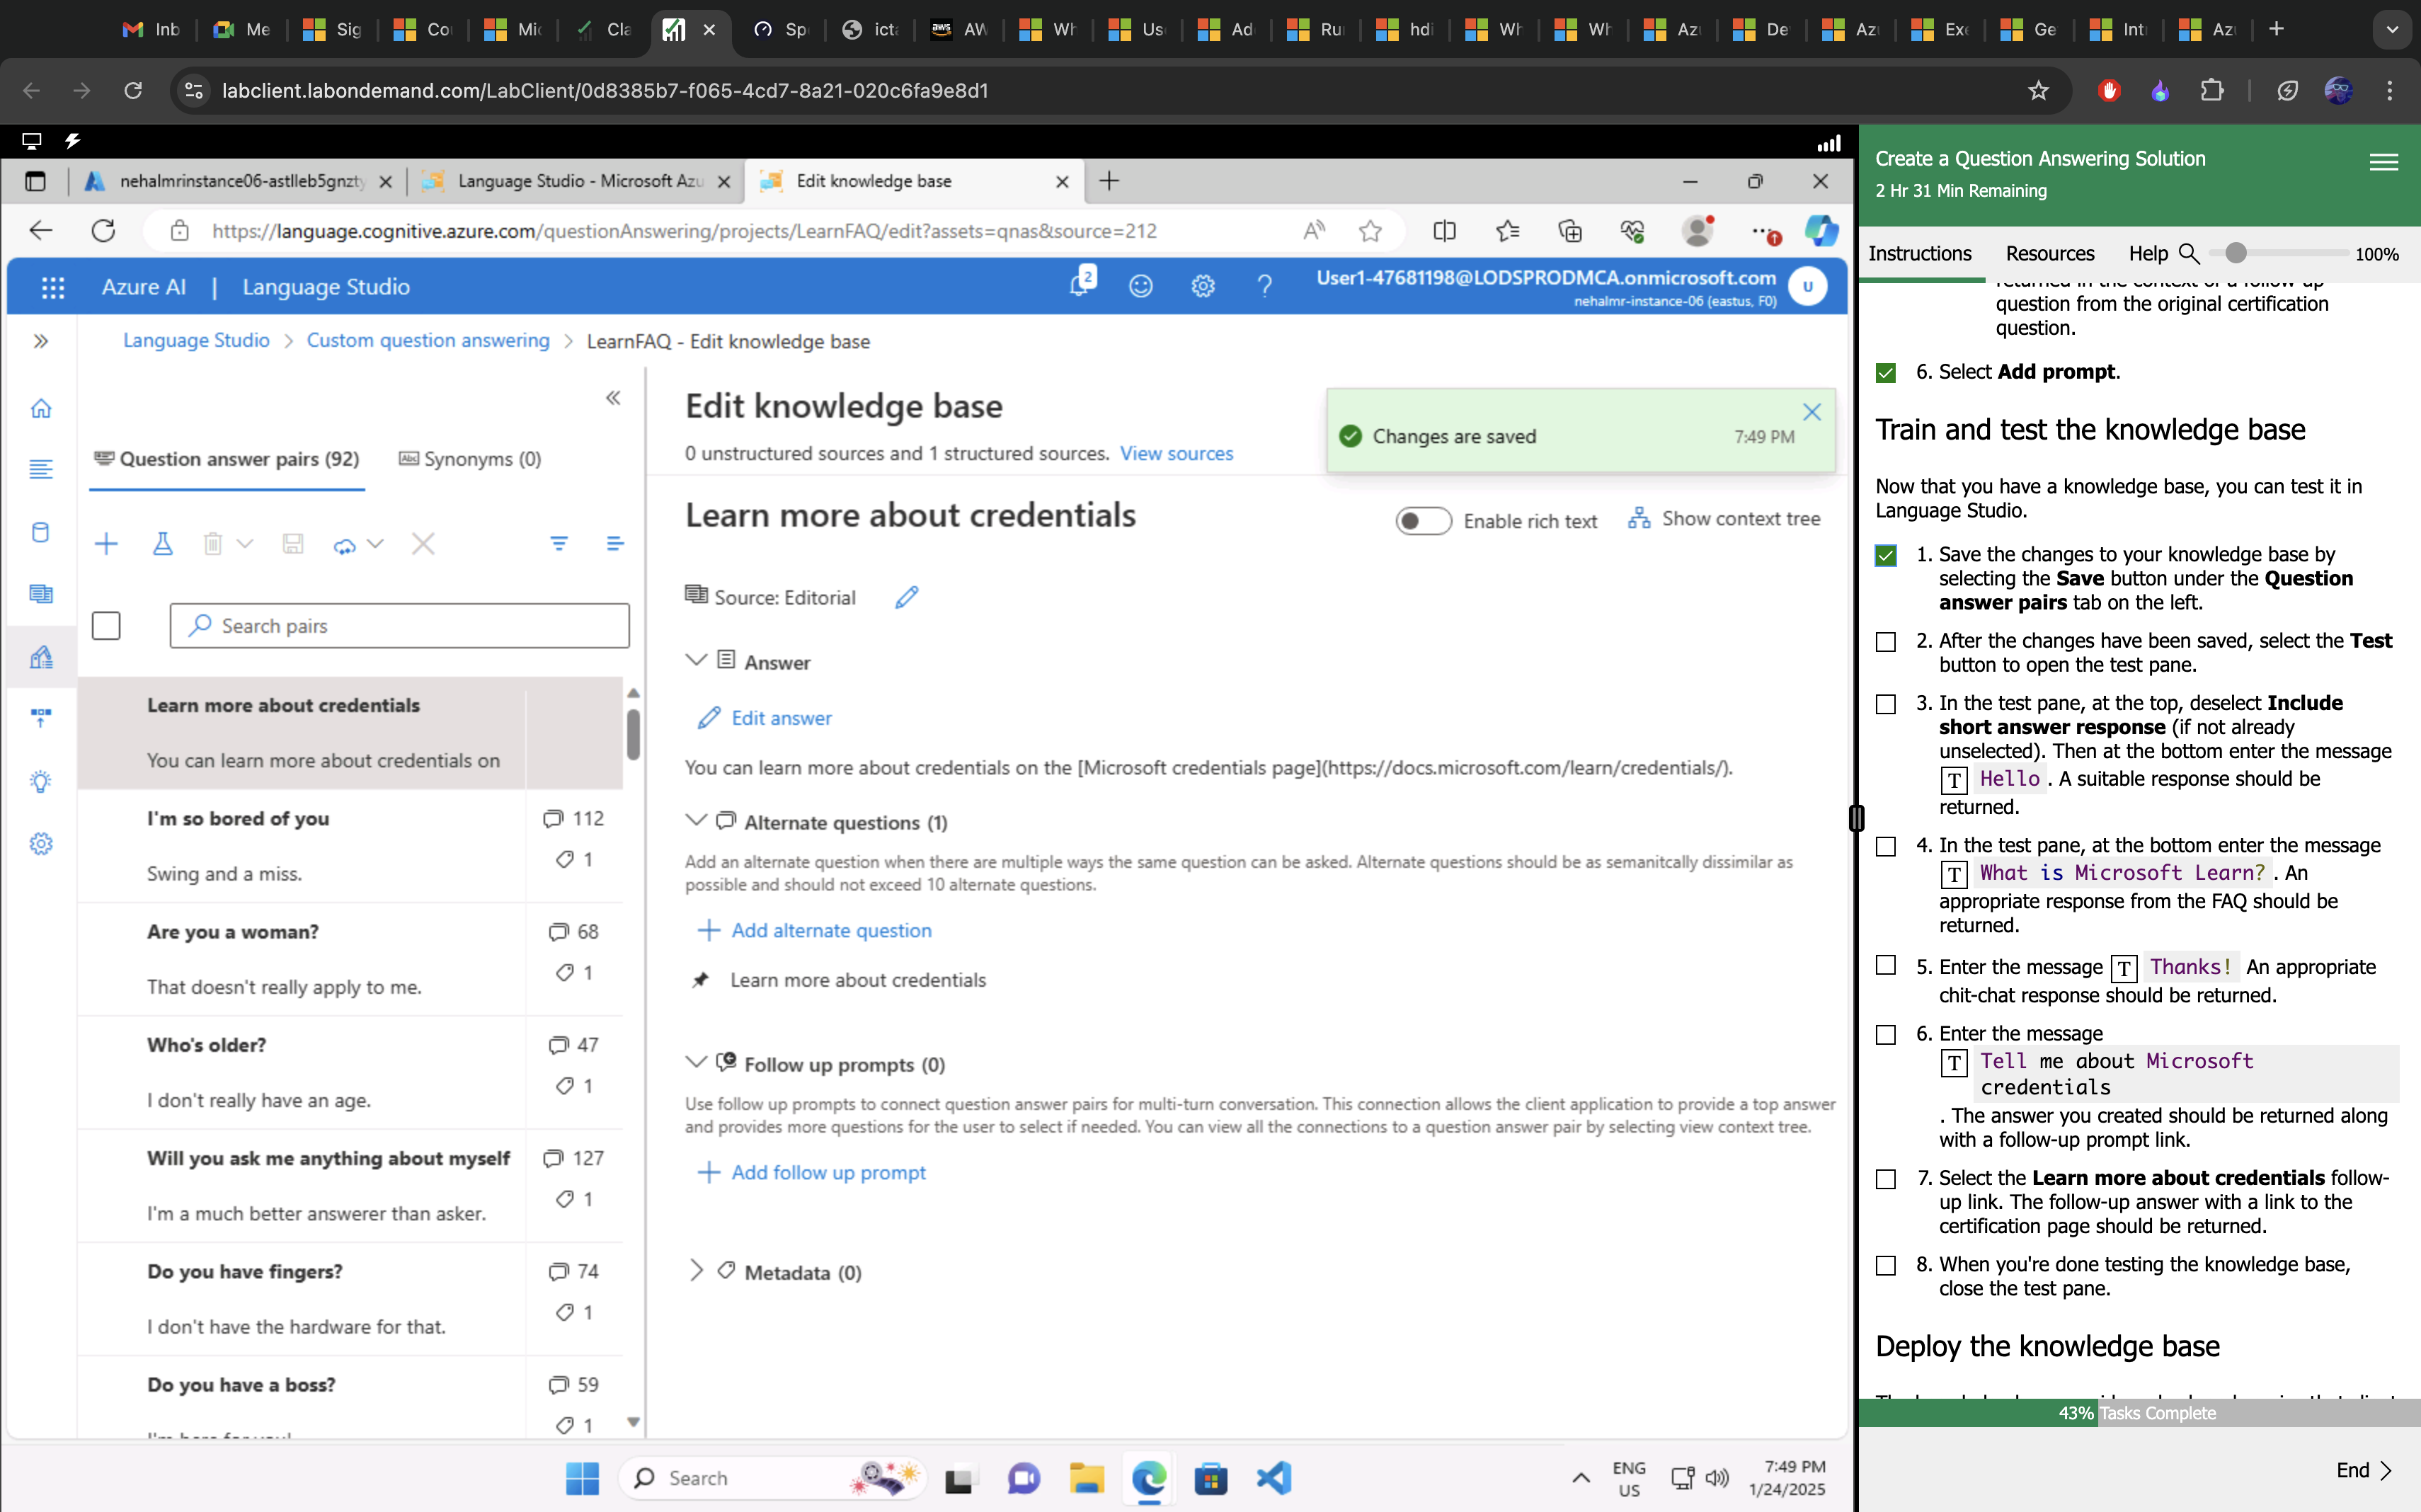 Inb
Me
Sig
Co
Mic
Cla
Sp
icta
AW
Wh
Us
Ad
Ru
hdi
Wh
Wh
Az
De
Az
Exe
Ge
Int
Az
labclient.labondemand.com/LabClient/0d8385b7-f065-4cd7-8a21-020c6fa9e8d1
nehalmrinstance06-astlleb5gnzty
Language Studio - Microsoft Azu
Edit knowledge base
https://language.cognitive.azure.com/questionAnswering/projects/LearnFAQ/edit?assets=qnas&source=212
Azure AI | Language Studio
2
User1-47681198@LODSPRODMCA.onmicrosoft.com
nehalmr-instance-06 (eastus, F0)
U
Language Studio > Custom question answering > LearnFAQ - Edit knowledge base
Question answer pairs (92)
Synonyms (0)
Search pairs
Learn more about credentials
You can learn more about credentials on
I'm so bored of you
112
1
Swing and a miss.
Are you a woman?
68
1
That doesn't really apply to me.
Who's older?
47
1
I don't really have an age.
Will you ask me anything about myself
127
1
I'm a much better answerer than asker.
Do you have fingers?
74
1
I don't have the hardware for that.
Do you have a boss?
59
1
Edit knowledge base
0 unstructured sources and 1 structured sources. View sources
Changes are saved
7:49 PM
Learn more about credentials
Enable rich text
Show context tree
Source: Editorial
Answer
Edit answer
You can learn more about credentials on the [Microsoft credentials page](https://docs.microsoft.com/learn/credentials/).
Alternate questions (1)
Add an alternate question when there are multiple ways the same question can be asked. Alternate questions should be as semanitcally dissimilar as
possible and should not exceed 10 alternate questions.
Add alternate question
Learn more about credentials
Follow up prompts (0)
Use follow up prompts to connect question answer pairs for multi-turn conversation. This connection allows the client application to provide a top answer
and provides more questions for the user to select if needed. You can view all the connections to a question answer pair by selecting view context tree.
Add follow up prompt
Metadata (0)
Search
ENG
US
7:49 PM
1/24/2025
Create a Question Answering Solution
2 Hr 31 Min Remaining
Instructions
Resources
Help
100%
returned in the context of a follow-up
question from the original certification
question.
6. Select Add prompt.
Train and test the knowledge base
Now that you have a knowledge base, you can test it in
Language Studio.
1. Save the changes to your knowledge base by
selecting the Save button under the Question
answer pairs tab on the left.
2. After the changes have been saved, select the Test
button to open the test pane.
3. In the test pane, at the top, deselect Include
short answer response (if not already
unselected). Then at the bottom enter the message
T Hello . A suitable response should be
returned.
4. In the test pane, at the bottom enter the message
T What is Microsoft Learn? . An
appropriate response from the FAQ should be
returned.
5. Enter the message T Thanks! An appropriate
chit-chat response should be returned.
6. Enter the message
T Tell me about Microsoft
credentials
. The answer you created should be returned along
with a follow-up prompt link.
7. Select the Learn more about credentials follow-
up link. The follow-up answer with a link to the
certification page should be returned.
8. When you're done testing the knowledge base,
close the test pane.
Deploy the knowledge base
43% Tasks Complete
End